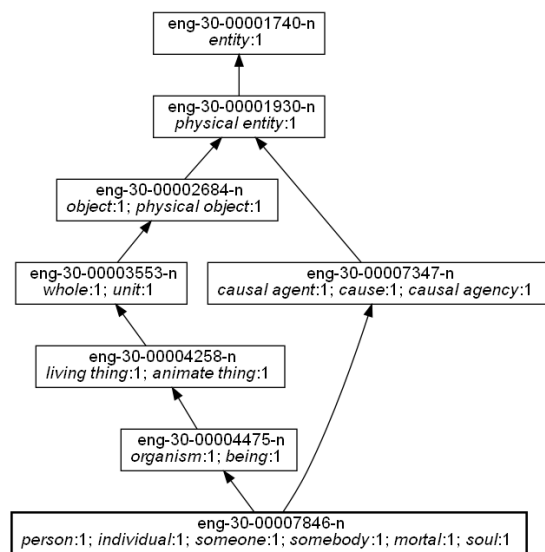 eng-30-00001740-n
entity:1
eng-30-00001930-n
physical entity:1
eng-30-00002684-n
object:1; physical object:1
eng-30-00003553-n
whole:1; unit:1
eng-30-00007347-n
causal agent:1; cause:1; causal agency:1
eng-30-00004258-n
living thing:1; animate thing:1
eng-30-00004475-n
organism:1; being:1
eng-30-00007846-n
person:1; individual:1; someone:1; somebody:1; mortal:1; soul:1